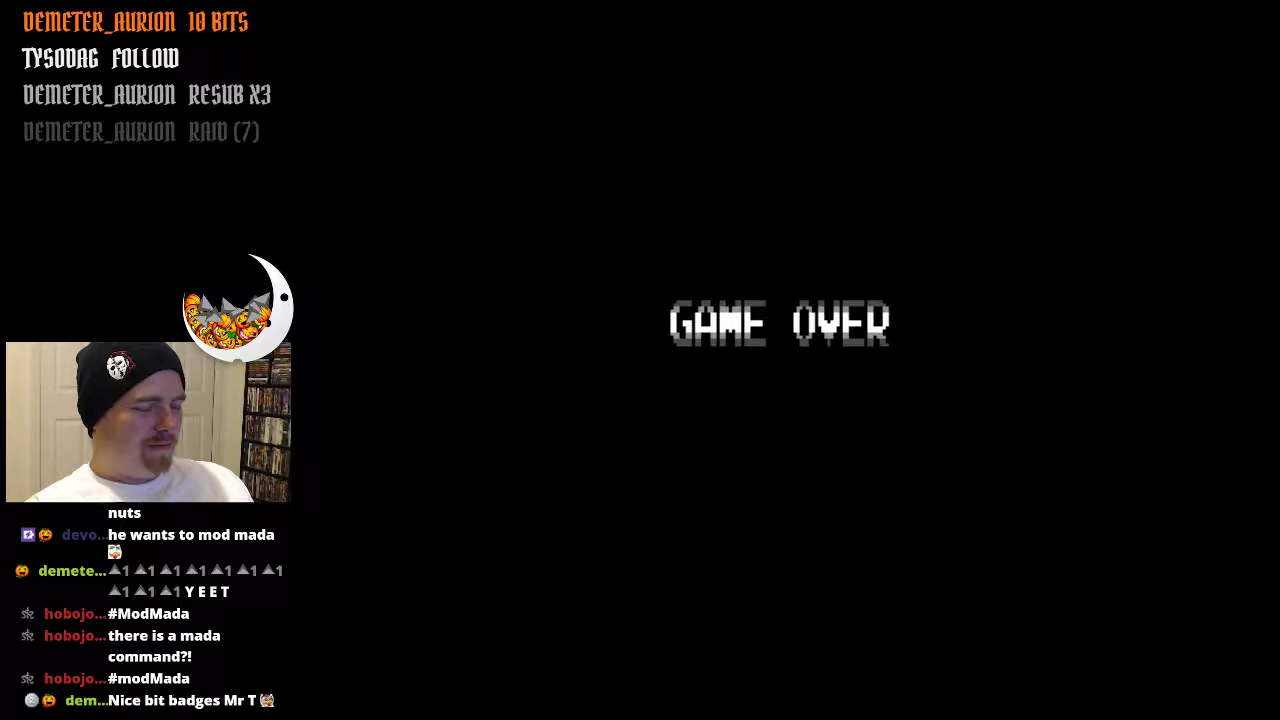 DEMETER_AURION 10 BITS
TYSODAG FOLLOW
DEMETER_AURION RESUB X3
DEMETER_AURION RAID (7)
GAME OVER
nuts
devo... he wants to mod mada
demete... 1 1 1 1 1 1 1
1 1 1 Y E E T
hobojo... #ModMada
hobojo... there is a mada
command?!
hobojo... #modMada
dem... Nice bit badges Mr T